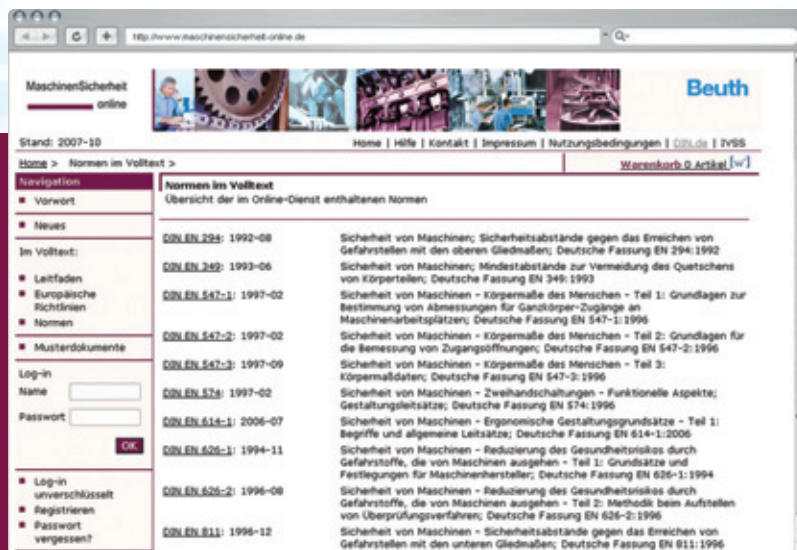 http://www.maschinensicherheit-online.de
Q-
MaschinenSicherheit
online
Beuth
Stand: 2007-10
Home | Hilfe | Kontakt | Impressum | Nutzungsbedingungen | DIN.de | IVSS
Home > Normen im Volltext >
Warenkorb 0 Artikel [w]
Navigation
Vorwort
Neues
Im Volltext:
Leitfaden
Europäische
Richtlinien
Normen
Musterdokumente
Log-in
Name
Passwort
OK
Log-in
unverschlüsselt
Registrieren
Passwort
vergessen?
Normen im Volltext
Übersicht der im Online-Dienst enthaltenen Normen
DIN EN 294: 1992-08 Sicherheit von Maschinen; Sicherheitsabstände gegen das Erreichen von
Gefahrstellen mit den oberen Gliedmaßen; Deutsche Fassung EN 294:1992
DIN EN 349: 1993-06 Sicherheit von Maschinen; Mindestabstände zur Vermeidung des Quetschens
von Körperteilen; Deutsche Fassung EN 349:1993
DIN EN 547-1: 1997-02 Sicherheit von Maschinen - Körpermaße des Menschen - Teil 1: Grundlagen zur
Bestimmung von Abmessungen für Ganzkörper-Zugänge an
Maschinenarbeitsplätzen; Deutsche Fassung EN 547-1:1996
DIN EN 547-2: 1997-02 Sicherheit von Maschinen - Körpermaße des Menschen - Teil 2: Grundlagen für
die Bemessung von Zugangsöffnungen; Deutsche Fassung EN 547-2:1996
DIN EN 547-3: 1997-09 Sicherheit von Maschinen - Körpermaße des Menschen - Teil 3:
Körpermaßdaten; Deutsche Fassung EN 547-3:1996
DIN EN 574: 1997-02 Sicherheit von Maschinen - Zweihandschaltungen - Funktionelle Aspekte;
Gestaltungsleitsätze; Deutsche Fassung EN 574:1996
DIN EN 614-1: 2006-07 Sicherheit von Maschinen - Ergonomische Gestaltungsgrundsätze - Teil 1:
Begriffe und allgemeine Leitsätze; Deutsche Fassung EN 614-1:2006
DIN EN 626-1: 1994-11 Sicherheit von Maschinen - Reduzierung des Gesundheitsrisikos durch
Gefahrstoffe, die von Maschinen ausgehen - Teil 1: Grundsätze und
Festlegungen für Maschinenhersteller; Deutsche Fassung EN 626-1:1994
DIN EN 626-2: 1996-08 Sicherheit von Maschinen - Reduzierung des Gesundheitsrisikos durch
Gefahrstoffe, die von Maschinen ausgehen - Teil 2: Methodik beim Aufstellen
von Überprüfungsverfahren; Deutsche Fassung EN 626-2:1996
DIN EN 811: 1996-12 Sicherheit von Maschinen - Sicherheitsabstände gegen das Erreichen von
Gefahrstellen mit den unteren Gliedmaßen; Deutsche Fassung EN 811:1996